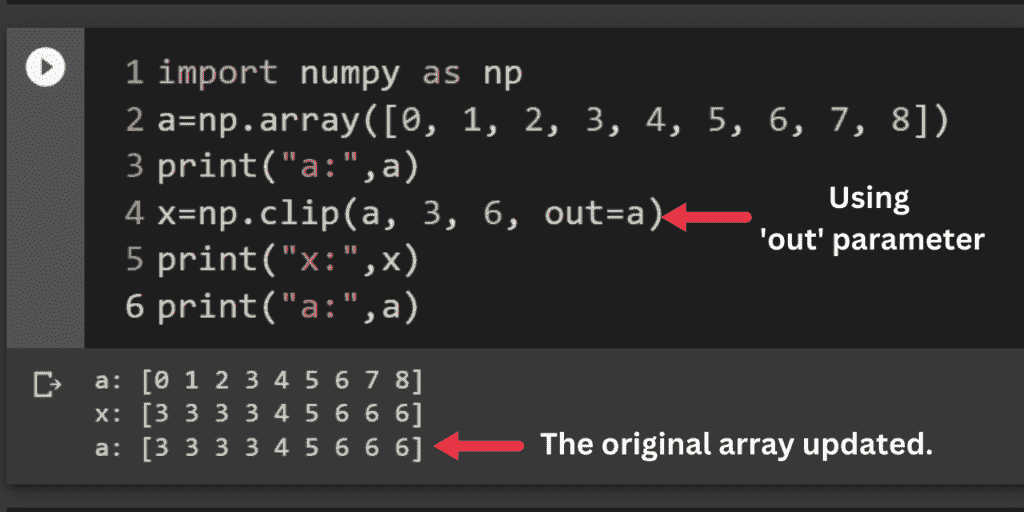 1 import numpy as np
2 a=np.array([0, 1, 2, 3, 4, 5, 6, 7, 8])
3 print("a:",a)
4 x=np.clip(a, 3, 6, out=a)
Using
'out' parameter
5 print("x:",x)
6 print("a:",a)
a: [0 1 2 3 4 5 6 7 8]
x: [3 3 3 3 4 5 6 6 6]
a: [3 3 3 3 4 5 6 6 6]
The original array updated.